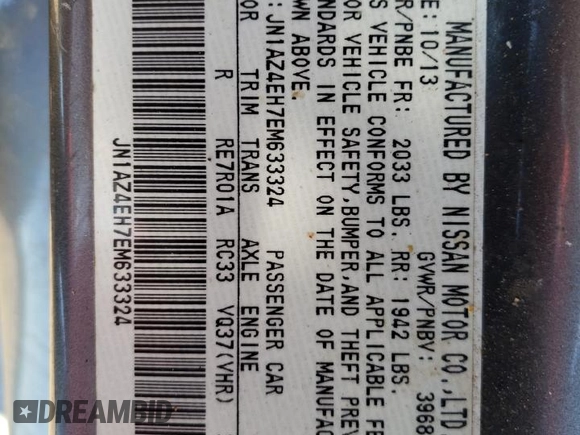 MANUFACTURED BY NISSAN MOTOR CO.,LTD
E: 10/13 GVWR/PNBV: 3968
R/PNBE FR: 2033 LBS. RR: 1942 LBS.
S VEHICLE CONFORMS TO ALL APPLICABLE FE
OR VEHICLE SAFETY,BUMPER,AND THEFT PREV
NDARDS IN EFFECT ON THE DATE OF MANUFAC
WN ABOVE.
: JN1AZ4EH7EM633324 PASSENGER CAR
OR TRIM TRANS AXLE ENGINE
R RE7R01A RC33 VQ37(VHR)
JN1AZ4EH7EM633324
DREAMBID